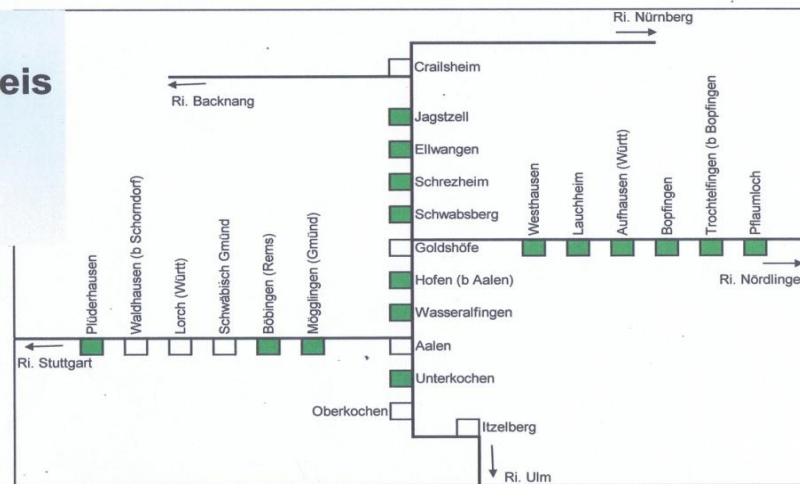 eis
Ri. Nürnberg
Crailsheim
Ri. Backnang
Jagstzell
Ellwangen
Schrezheim
Schwabsberg
Goldshöfe
Westhausen
Lauchheim
Aufhausen (Württ)
Bopfingen
Trochtelfingen (b Bopfingen
Pflaumloch
Ri. Nördlinge
Hofen (b Aalen)
Wasseralfingen
Plüderhausen
Waldhausen (b Schorndorf)
Lorch (Württ)
Schwäbisch Gmünd
Böbingen (Rems)
Mögglingen (Gmünd)
Ri. Stuttgart
Aalen
Unterkochen
Oberkochen
Itzelberg
Ri. Ulm